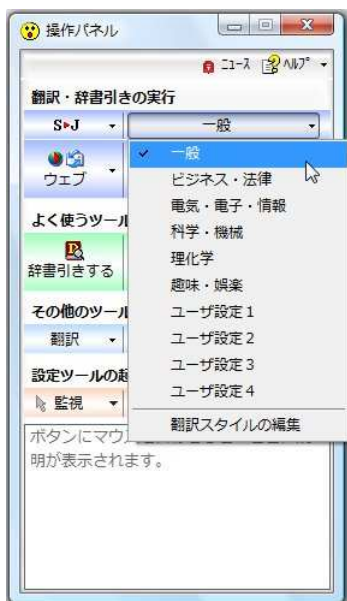 操作パネル
ニュース ヘルプ
翻訳・辞書引きの実行
S▸J 一般
ウェブ
よく使うツール
辞書引きする
その他のツール
翻訳
設定ツールの起
監視
ボタンにマウ
明が表示されます。
✓ 一般
ビジネス・法律
電気・電子・情報
科学・機械
理化学
趣味・娯楽
ユーザ設定1
ユーザ設定2
ユーザ設定3
ユーザ設定4
翻訳スタイルの編集